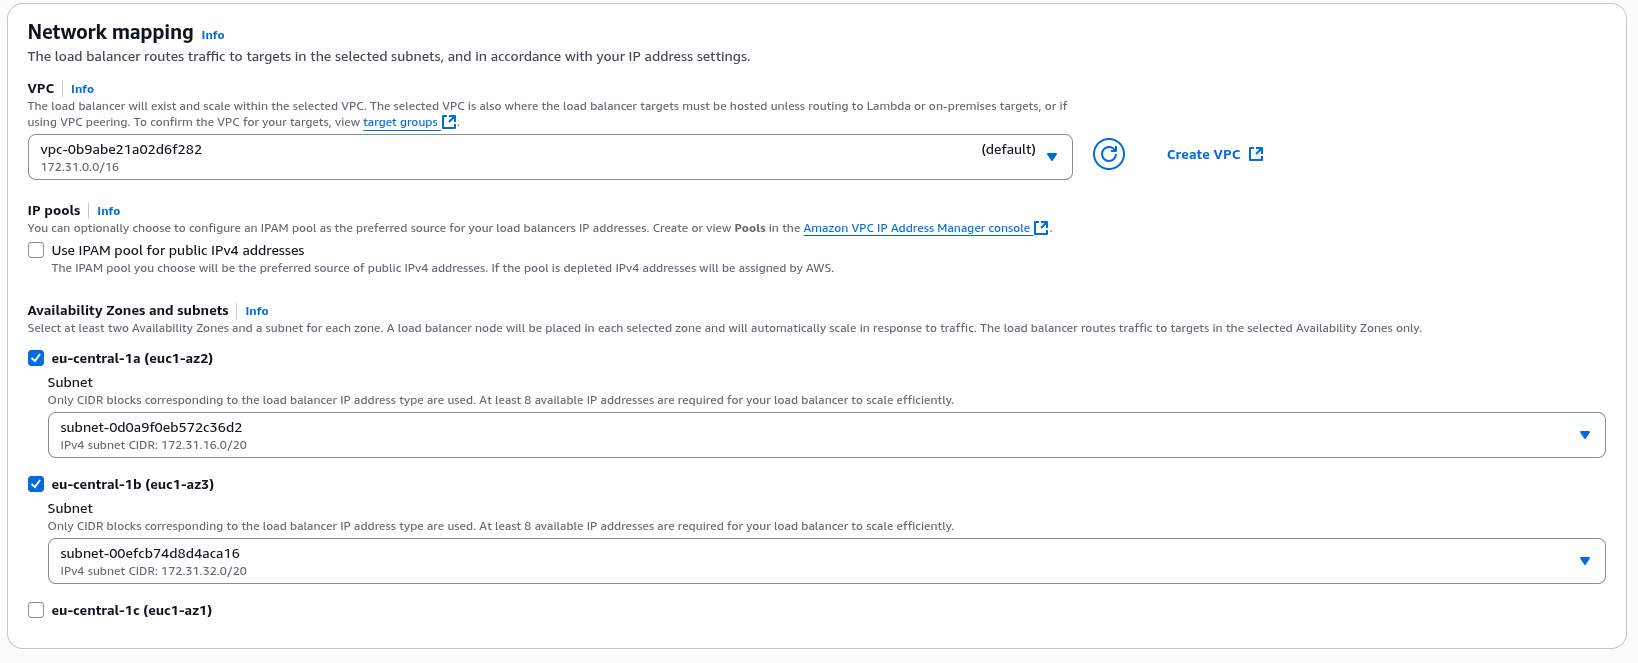 Network mapping Info
The load balancer routes traffic to targets in the selected subnets, and in accordance with your IP address settings.
VPC Info
The load balancer will exist and scale within the selected VPC. The selected VPC is also where the load balancer targets must be hosted unless routing to Lambda or on-premises targets, or if
using VPC peering. To confirm the VPC for your targets, view target groups.
vpc-0b9abe21a02d6f282 (default)
172.31.0.0/16
Create VPC
IP pools Info
You can optionally choose to configure an IPAM pool as the preferred source for your load balancers IP addresses. Create or view Pools in the Amazon VPC IP Address Manager console.
Use IPAM pool for public IPv4 addresses
The IPAM pool you choose will be the preferred source of public IPv4 addresses. If the pool is depleted IPv4 addresses will be assigned by AWS.
Availability Zones and subnets Info
Select at least two Availability Zones and a subnet for each zone. A load balancer node will be placed in each selected zone and will automatically scale in response to traffic. The load balancer routes traffic to targets in the selected Availability Zones only.
eu-central-1a (euc1-az2)
Subnet
Only CIDR blocks corresponding to the load balancer IP address type are used. At least 8 available IP addresses are required for your load balancer to scale efficiently.
subnet-0d0a9f0eb572c36d2
IPv4 subnet CIDR: 172.31.16.0/20
eu-central-1b (euc1-az3)
Subnet
Only CIDR blocks corresponding to the load balancer IP address type are used. At least 8 available IP addresses are required for your load balancer to scale efficiently.
subnet-00efcb74d8d4aca16
IPv4 subnet CIDR: 172.31.32.0/20
eu-central-1c (euc1-az1)